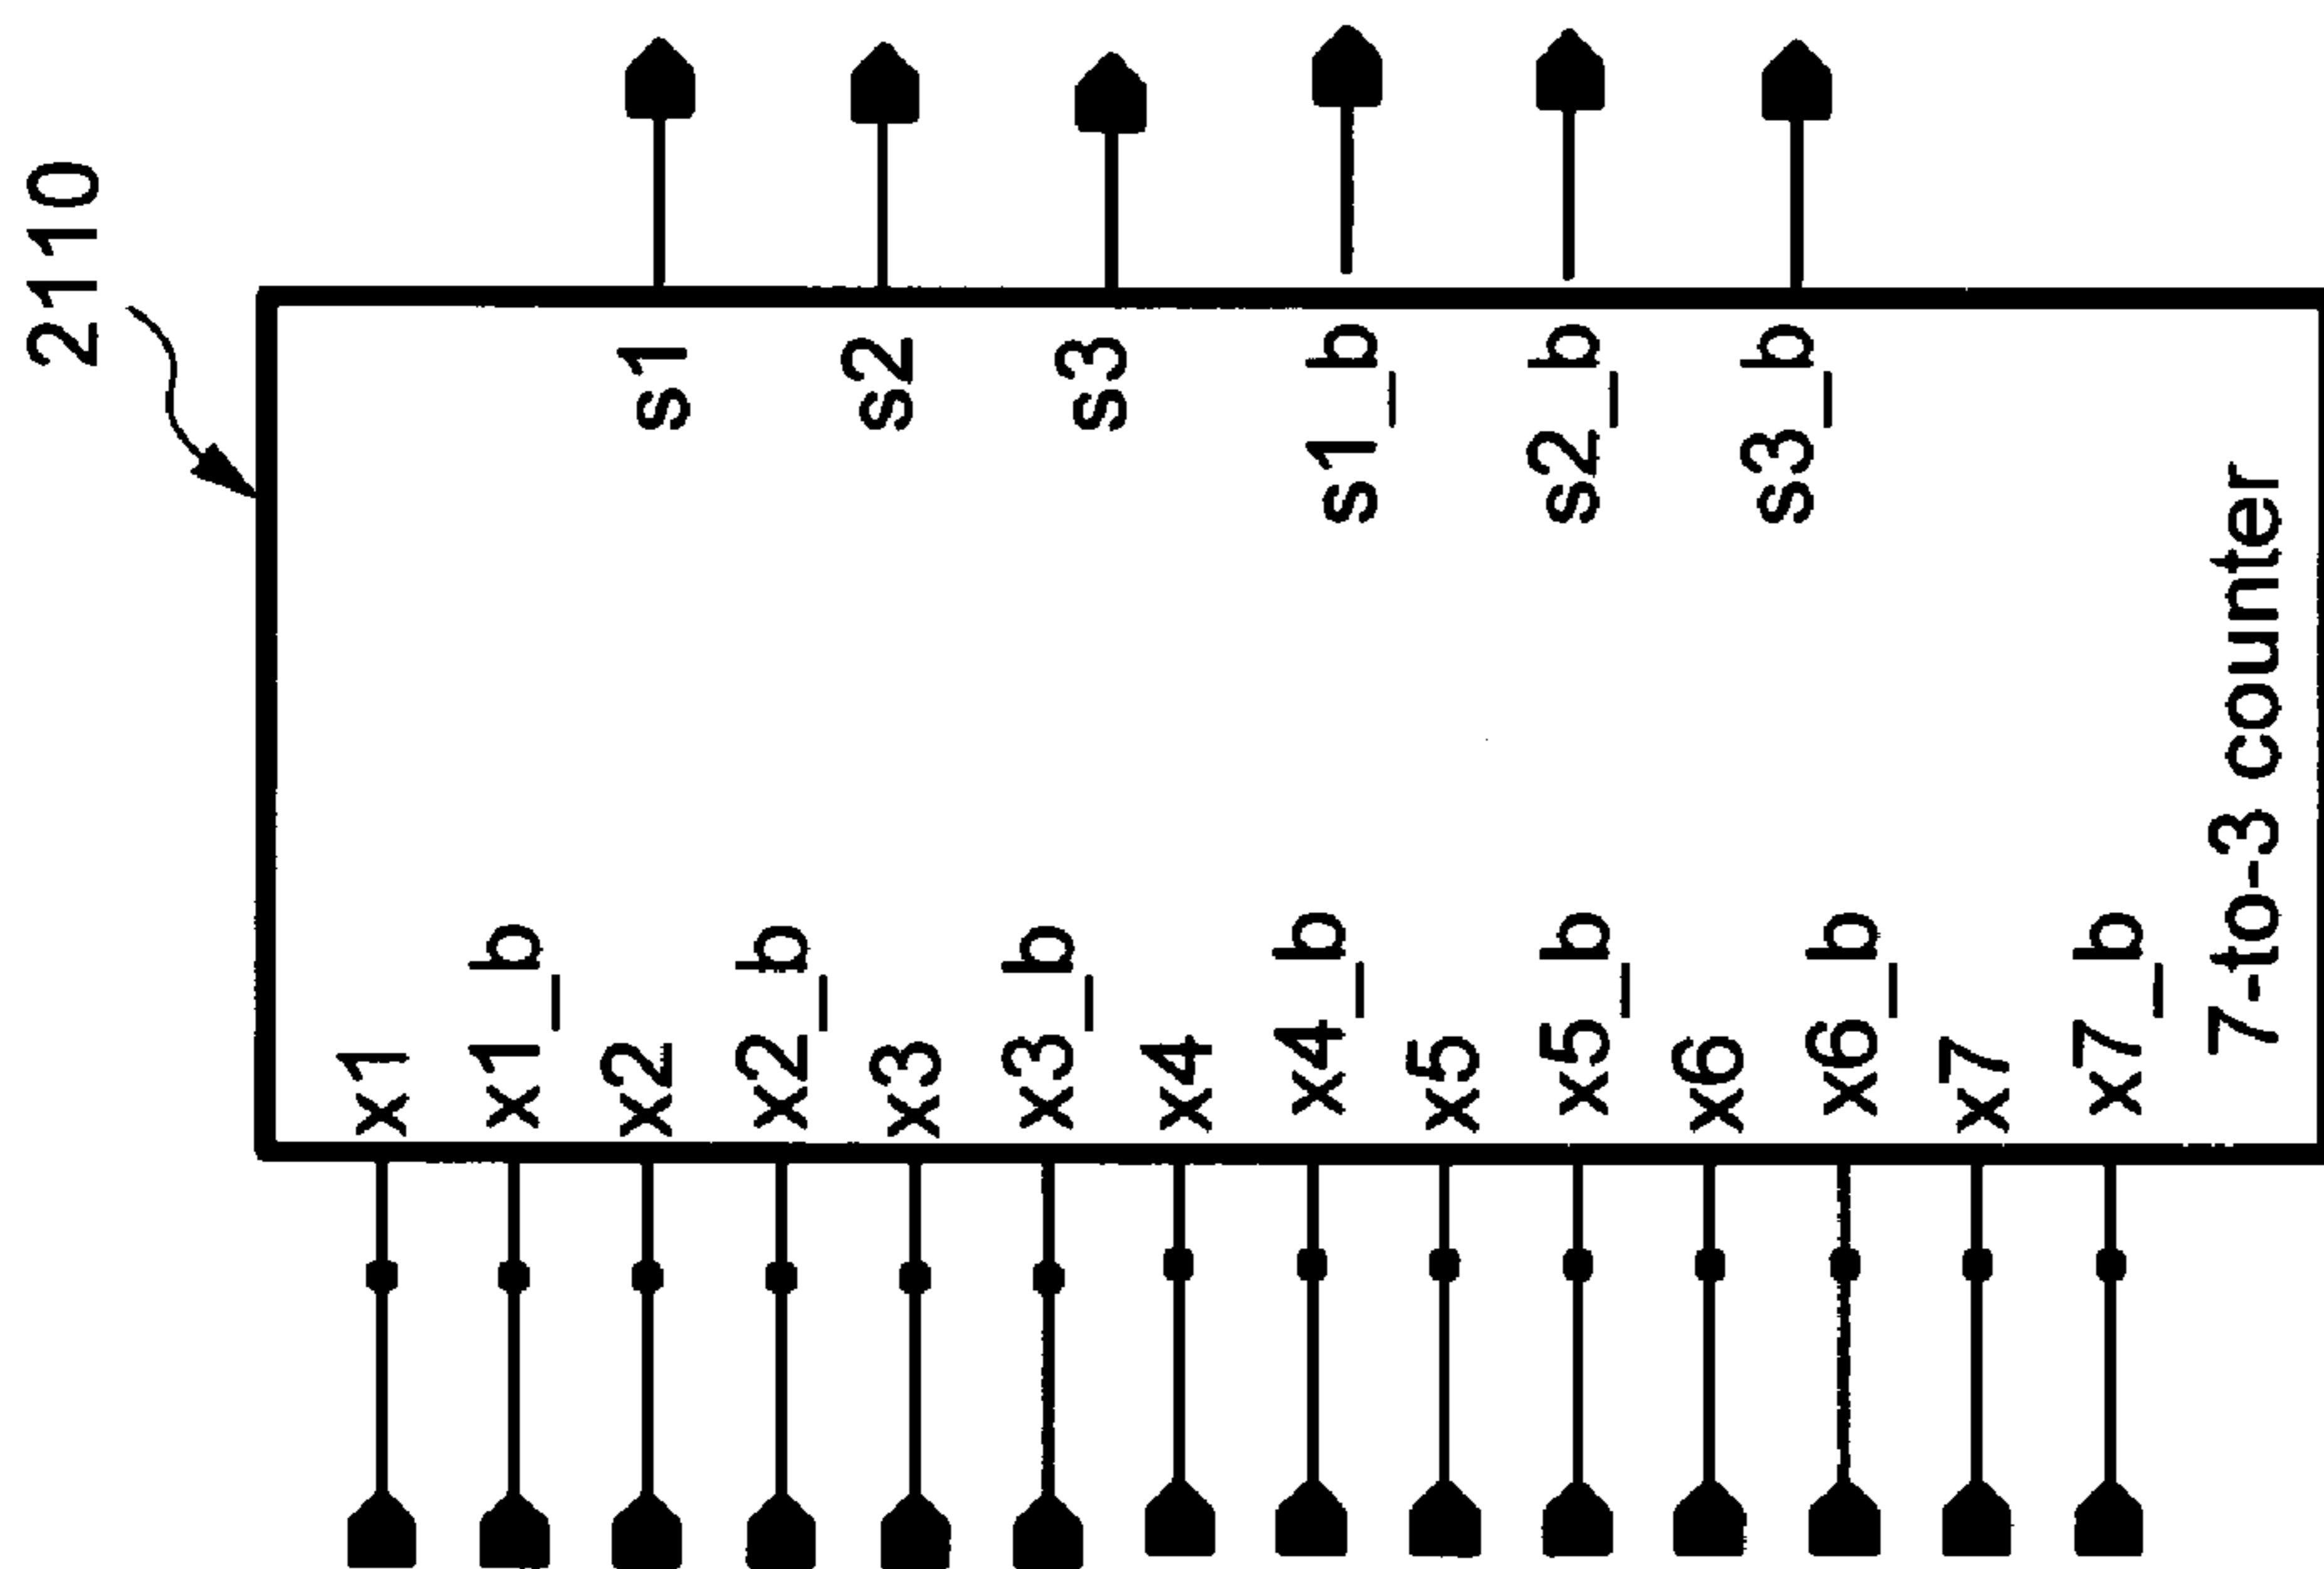 2110
x1
x1_b
x2
x2_b
x3
x3_b
x4
x4_b
x5
x5_b
x6
x6_b
x7
x7_b
s1
s2
s3
s1_b
s2_b
s3_b
7-to-3 counter